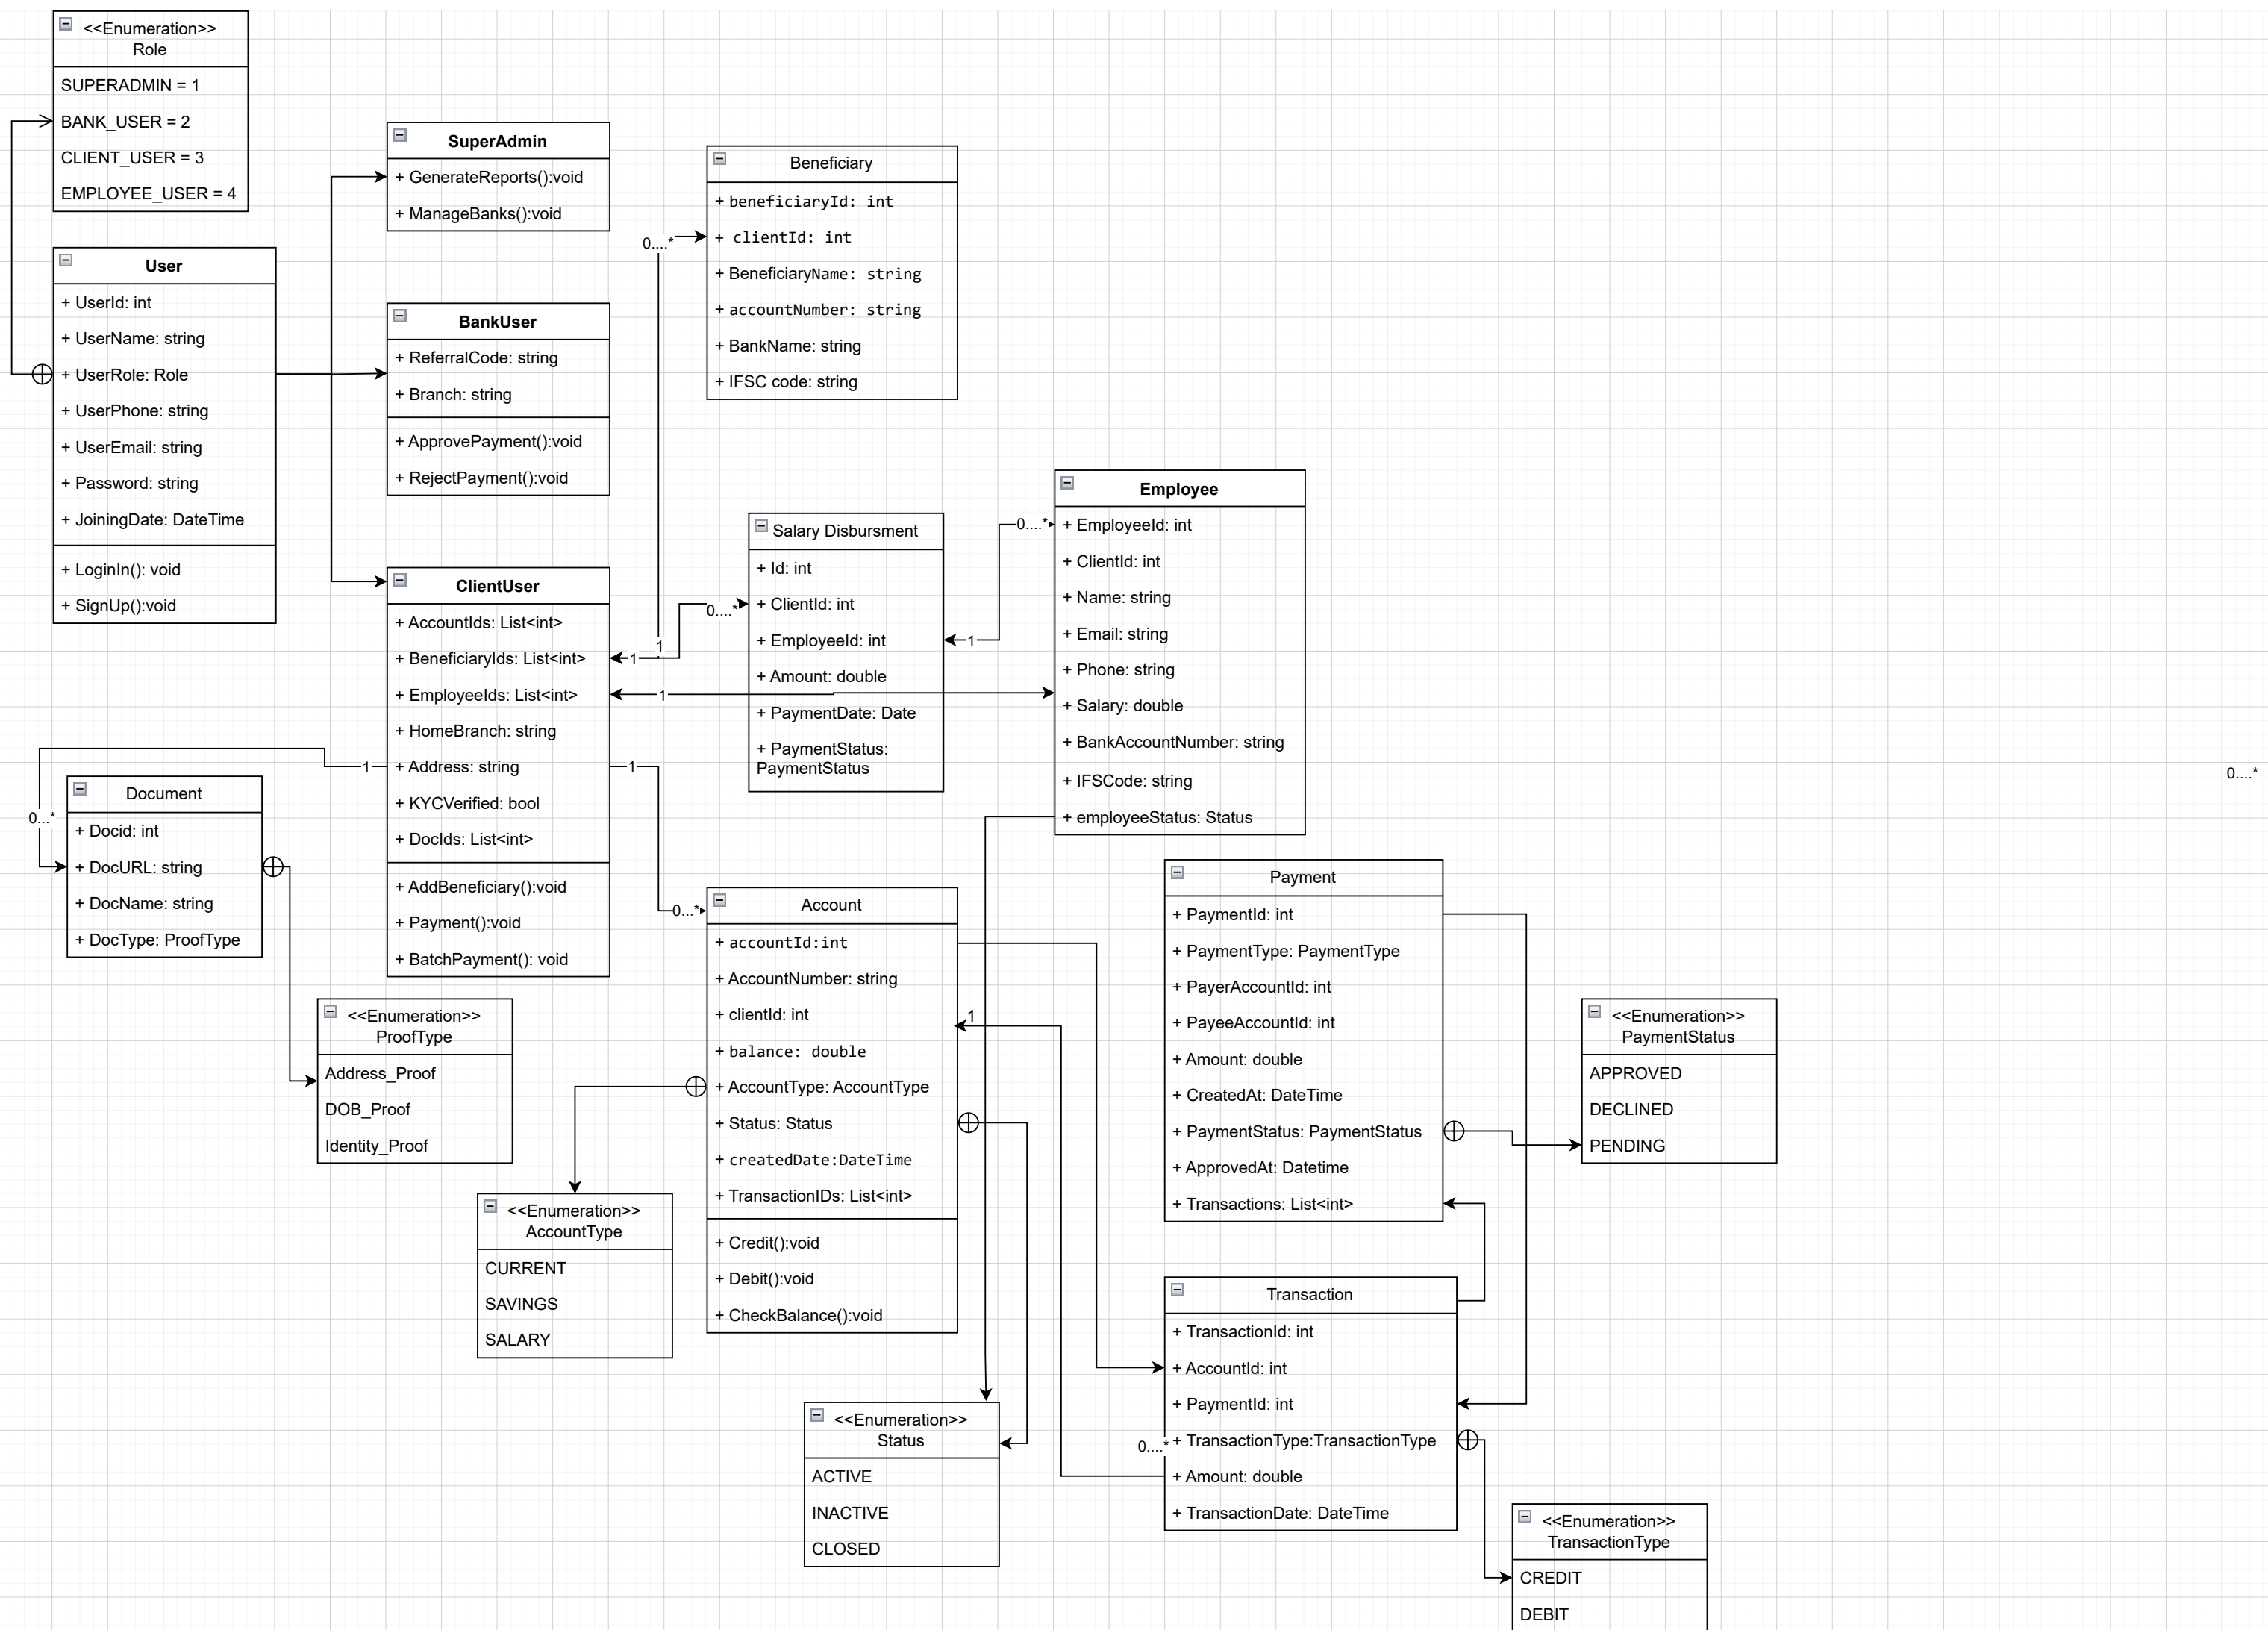 <<Enumeration>>
Role
SUPERADMIN = 1
BANK_USER = 2
CLIENT_USER = 3
EMPLOYEE_USER = 4
User
+ UserId: int
+ UserName: string
+ UserRole: Role
+ UserPhone: string
+ UserEmail: string
+ Password: string
+ JoiningDate: DateTime
+ LoginIn(): void
+ SignUp():void
SuperAdmin
+ GenerateReports():void
+ ManageBanks():void
BankUser
+ ReferralCode: string
+ Branch: string
+ ApprovePayment():void
+ RejectPayment():void
ClientUser
+ AccountIds: List<int>
+ BeneficiaryIds: List<int>
+ EmployeeIds: List<int>
+ HomeBranch: string
+ Address: string
+ KYCVerified: bool
+ DocIds: List<int>
+ AddBeneficiary():void
+ Payment():void
+ BatchPayment(): void
Beneficiary
+ beneficiaryId: int
+ clientId: int
+ BeneficiaryName: string
+ accountNumber: string
+ BankName: string
+ IFSC code: string
0....*
1
1
0....*
1
1
1
0...*
1
0...*
Salary Disbursment
+ Id: int
+ ClientId: int
+ EmployeeId: int
+ Amount: double
+ PaymentDate: Date
+ PaymentStatus:
PaymentStatus
1
0....*
Employee
+ EmployeeId: int
+ ClientId: int
+ Name: string
+ Email: string
+ Phone: string
+ Salary: double
+ BankAccountNumber: string
+ IFSCode: string
+ employeeStatus: Status
0....*
Document
+ Docid: int
+ DocURL: string
+ DocName: string
+ DocType: ProofType
<<Enumeration>>
ProofType
Address_Proof
DOB_Proof
Identity_Proof
Account
+ accountId:int
+ AccountNumber: string
+ clientId: int
+ balance: double
+ AccountType: AccountType
+ Status: Status
+ createdDate:DateTime
+ TransactionIDs: List<int>
+ Credit():void
+ Debit():void
+ CheckBalance():void
<<Enumeration>>
AccountType
CURRENT
SAVINGS
SALARY
<<Enumeration>>
Status
ACTIVE
INACTIVE
CLOSED
Payment
+ PaymentId: int
+ PaymentType: PaymentType
+ PayerAccountId: int
+ PayeeAccountId: int
+ Amount: double
+ CreatedAt: DateTime
+ PaymentStatus: PaymentStatus
+ ApprovedAt: Datetime
+ Transactions: List<int>
<<Enumeration>>
PaymentStatus
APPROVED
DECLINED
PENDING
Transaction
+ TransactionId: int
+ AccountId: int
+ PaymentId: int
+ TransactionType:TransactionType
+ Amount: double
+ TransactionDate: DateTime
0....*
<<Enumeration>>
TransactionType
CREDIT
DEBIT